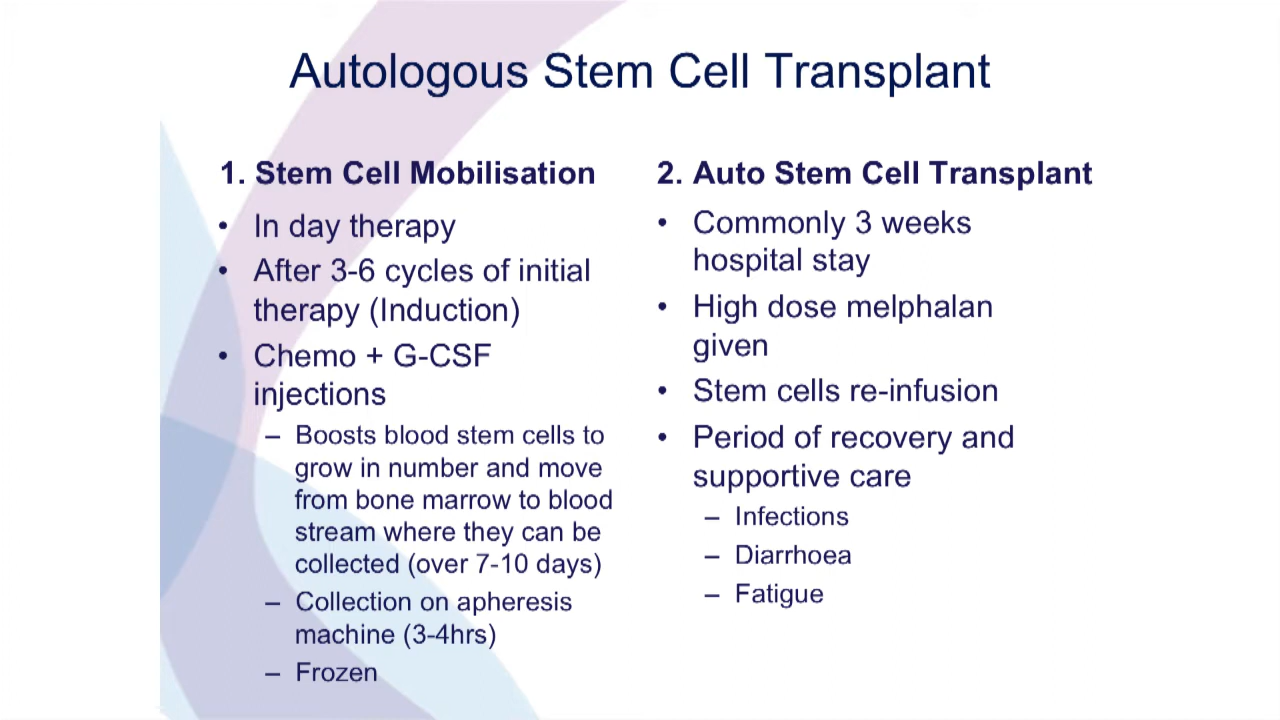 Autologous Stem Cell Transplant
1. Stem Cell Mobilisation
• In day therapy
• After 3-6 cycles of initial
therapy (Induction)
• Chemo + G-CSF
injections
– Boosts blood stem cells to
grow in number and move
from bone marrow to blood
stream where they can be
collected (over 7-10 days)
– Collection on apheresis
machine (3-4hrs)
– Frozen
2. Auto Stem Cell Transplant
• Commonly 3 weeks
hospital stay
• High dose melphalan
given
• Stem cells re-infusion
• Period of recovery and
supportive care
– Infections
– Diarrhoea
– Fatigue